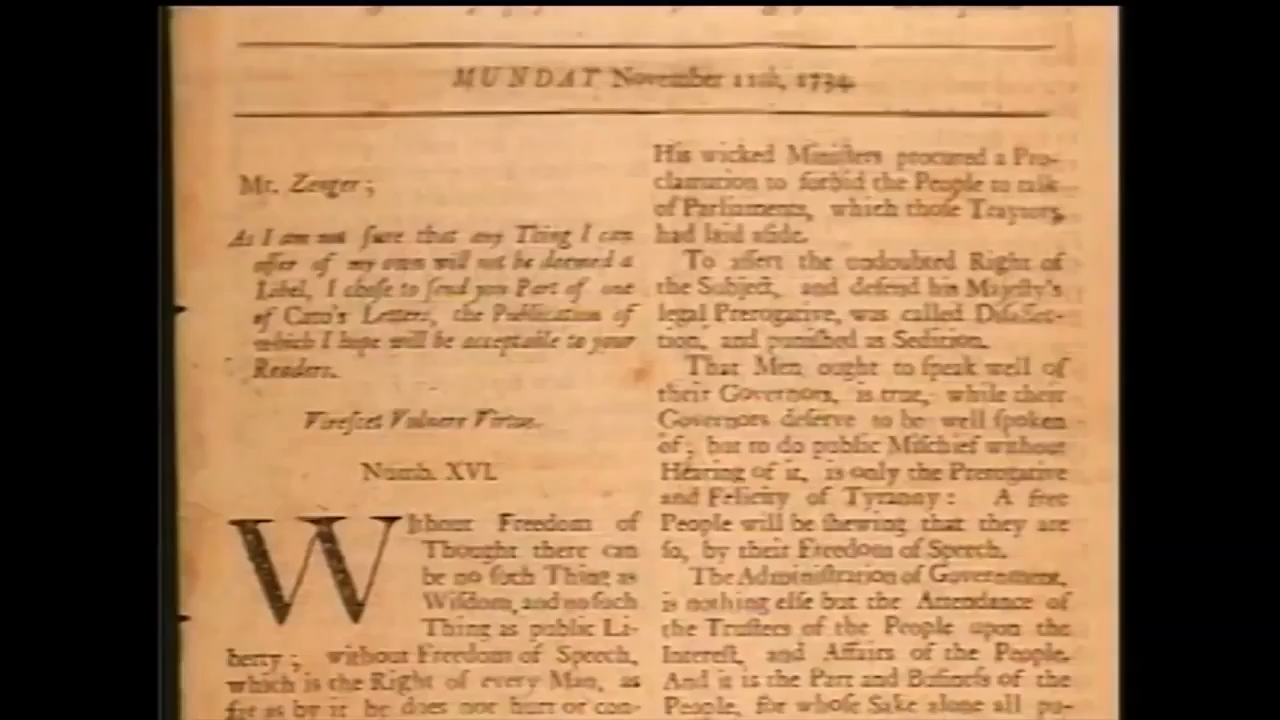 MUNDAY November 11th, 1734.
Mr. Zenger;
As I am not ſure that any Thing I can
offer of my own will not be deemed a
Libel, I choſe to ſend you Part of one
of Cato's Letters, the Publication of
which I hope will be acceptable to your
Readers.
Vireſcet Vulnere Virtus.
Numb. XVI.
WIthout Freedom of
Thought there can
be no ſuch Thing as
Wiſdom, and no ſuch
Thing as public Li-
berty; without Freedom of Speech,
which is the Right of every Man, as
far as by it he does not hurt or con-
His wicked Miniſters procured a Pro-
clamation to forbid the People to talk
of Parliaments, which thoſe Traytors
had laid aſide.
To aſſert the undoubted Right of
the Subject, and defend his Majeſty's
legal Prerogative, was called Diſaffec-
tion, and puniſhed as Sedition.
That Men ought to ſpeak well of
their Governors, is true, while their
Governors deſerve to be well ſpoken
of; but to do public Miſchief without
Hearing of it, is only the Prerogative
and Felicity of Tyranny: A free
People will be ſhewing that they are
ſo, by their Freedom of Speech.
The Adminiſtration of Government,
is nothing elſe but the Attendance of
the Truſtees of the People upon the
Intereſt, and Affairs of the People.
And it is the Part and Buſineſs of the
People, for whoſe Sake alone all pu-